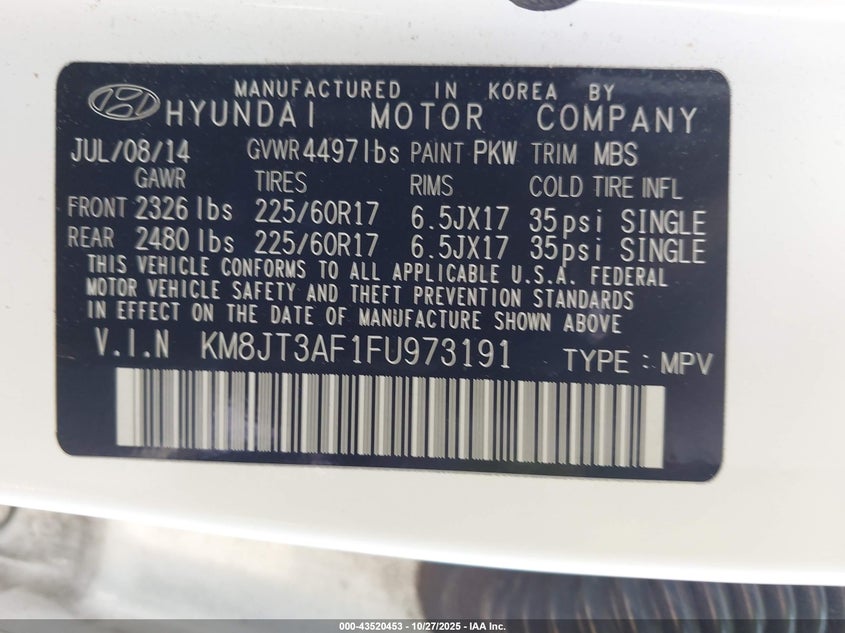 MANUFACTURED IN KOREA BY
HYUNDAI MOTOR COMPANY
JUL/08/14 GVWR 4497lbs PAINT PKW TRIM MBS
GAWR TIRES RIMS COLD TIRE INFL
FRONT 2326 lbs 225/60R17 6.5JX17 35psi SINGLE
REAR 2480 lbs 225/60R17 6.5JX17 35psi SINGLE
THIS VEHICLE CONFORMS TO ALL APPLICABLE U.S.A. FEDERAL
MOTOR VEHICLE SAFETY AND THEFT PREVENTION STANDARDS
IN EFFECT ON THE DATE OF MANUFACTURE SHOWN ABOVE
V.I.N KM8JT3AF1FU973191 TYPE : MPV
000-43520453 - 10/27/2025 - IAA Inc.